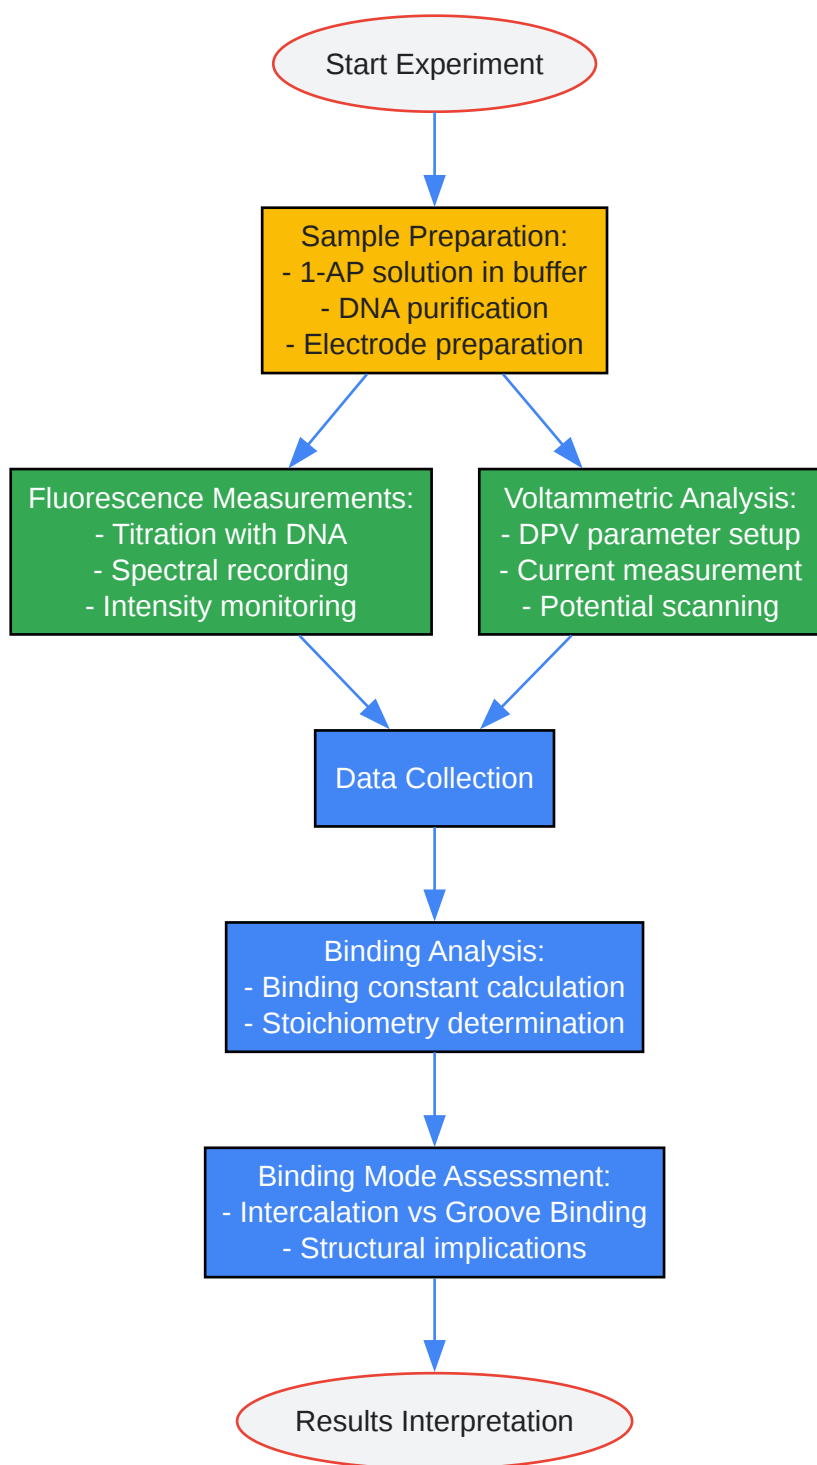 Start Experiment
Sample Preparation:
- 1-AP solution in buffer
- DNA purification
- Electrode preparation
Fluorescence Measurements:
- Titration with DNA
- Spectral recording
- Intensity monitoring
Voltammetric Analysis:
- DPV parameter setup
- Current measurement
- Potential scanning
Data Collection
Binding Analysis:
- Binding constant calculation
- Stoichiometry determination
Binding Mode Assessment:
- Intercalation vs Groove Binding
- Structural implications
Results Interpretation